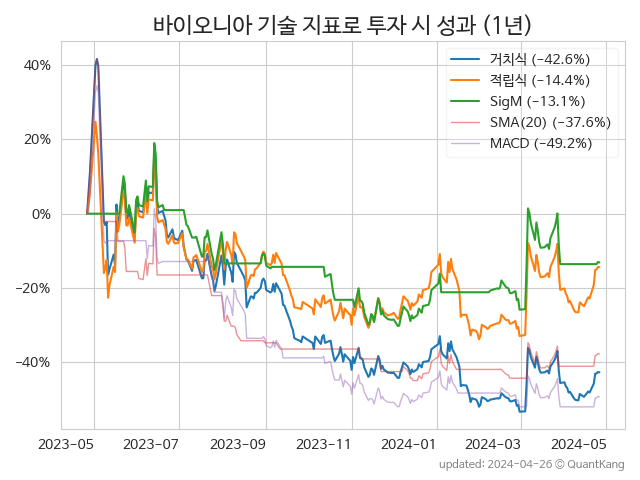 바이오니아 기술 지표로 투자 시 성과 (1년)
거치식 (−42.6%)
적립식 (−14.4%)
SigM (−13.1%)
SMA(20) (−37.6%)
MACD (−49.2%)
40%
20%
0%
−20%
−40%
2023-05 2023-07 2023-09 2023-11 2024-01 2024-03 2024-05
updated: 2024-04-26 © QuantKang